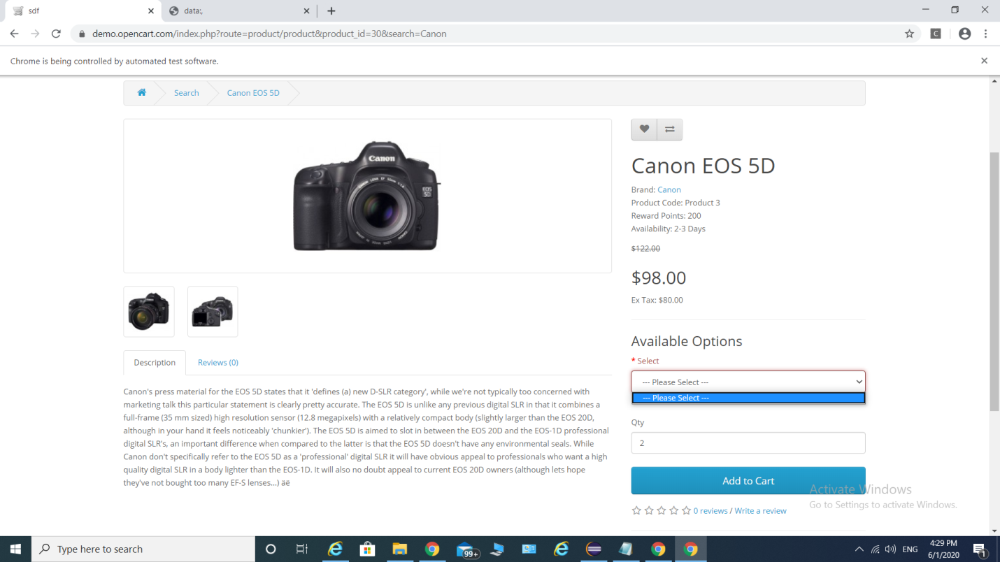 sdf
data:,
demo.opencart.com/index.php?route=product/product&product_id=30&search=Canon
C
Chrome is being controlled by automated test software.
Search
Canon EOS 5D
Canon
EOS
5D
Canon EOS 5D
Brand: Canon
Product Code: Product 3
Reward Points: 200
Availability: 2-3 Days
$122.00
$98.00
Ex Tax: $80.00
Available Options
* Select
--- Please Select ---
--- Please Select ---
Qty
2
Add to Cart
0 reviews / Write a review
Description
Reviews (0)
Canon's press material for the EOS 5D states that it 'defines (a) new D-SLR category', while we're not typically too concerned with
marketing talk this particular statement is clearly pretty accurate. The EOS 5D is unlike any previous digital SLR in that it combines a
full-frame (35 mm sized) high resolution sensor (12.8 megapixels) with a relatively compact body (slightly larger than the EOS 20D,
although in your hand it feels noticeably 'chunkier'). The EOS 5D is aimed to slot in between the EOS 20D and the EOS-1D professional
digital SLR's, an important difference when compared to the latter is that the EOS 5D doesn't have any environmental seals. While
Canon don't specifically refer to the EOS 5D as a 'professional' digital SLR it will have obvious appeal to professionals who want a high
quality digital SLR in a body lighter than the EOS-1D. It will also no doubt appeal to current EOS 20D owners (although lets hope
they've not bought too many EF-S lenses...) äë
Activate Windows
Go to Settings to activate Windows.
Type here to search
99+
ENG
4:29 PM
6/1/2020
1